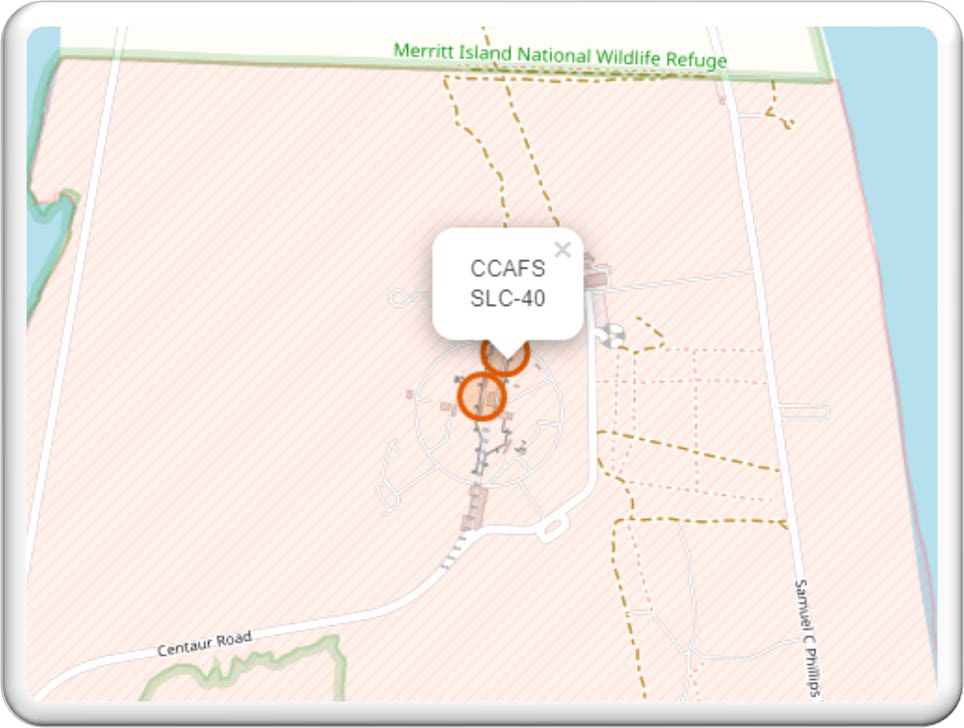 Merritt Island National Wildlife Refuge
×
CCAFS
SLC-40
Centaur Road
Samuel C Phillips